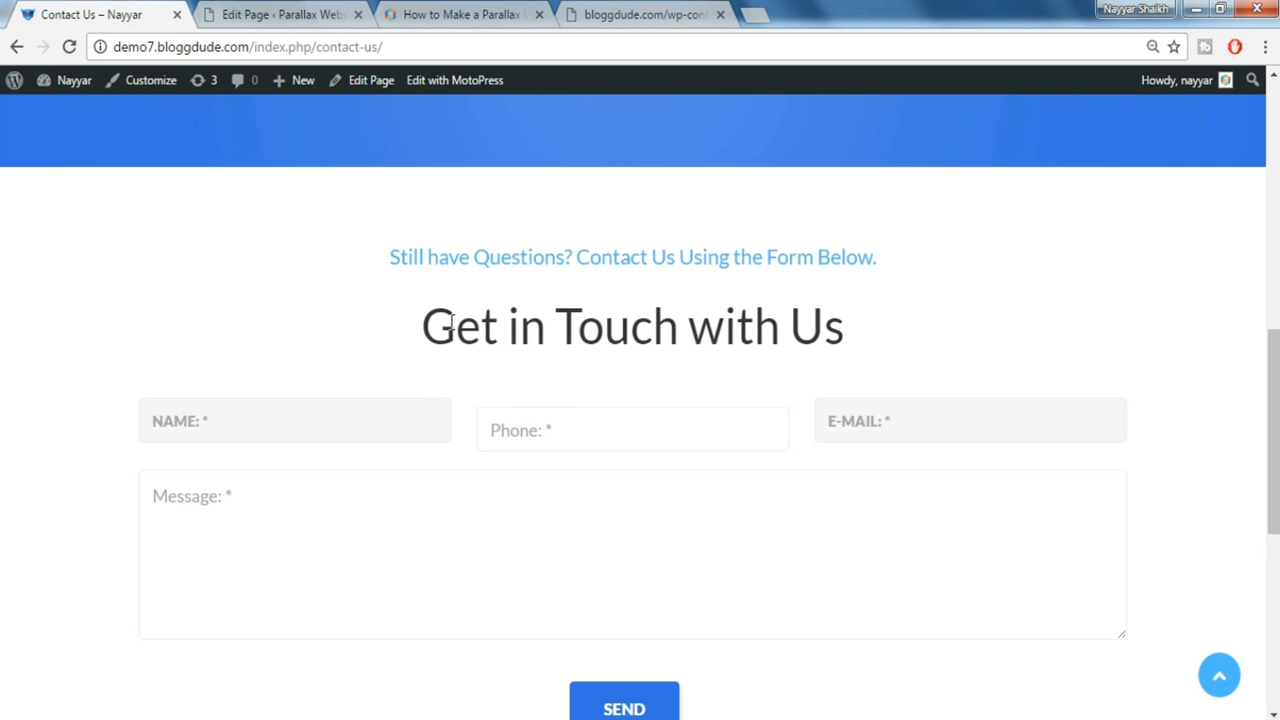 Contact Us – Nayyar
Edit Page ‹ Parallax Webs
How to Make a Parallax
bloggdude.com/wp-cont
Nayyar Shaikh
demo7.bloggdude.com/index.php/contact-us/
Nayyar Customize 3 0 New Edit Page Edit with MotoPress Howdy, nayyar
Still have Questions? Contact Us Using the Form Below.
Get in Touch with Us
NAME: *
Phone: *
E-MAIL: *
Message: *
SEND